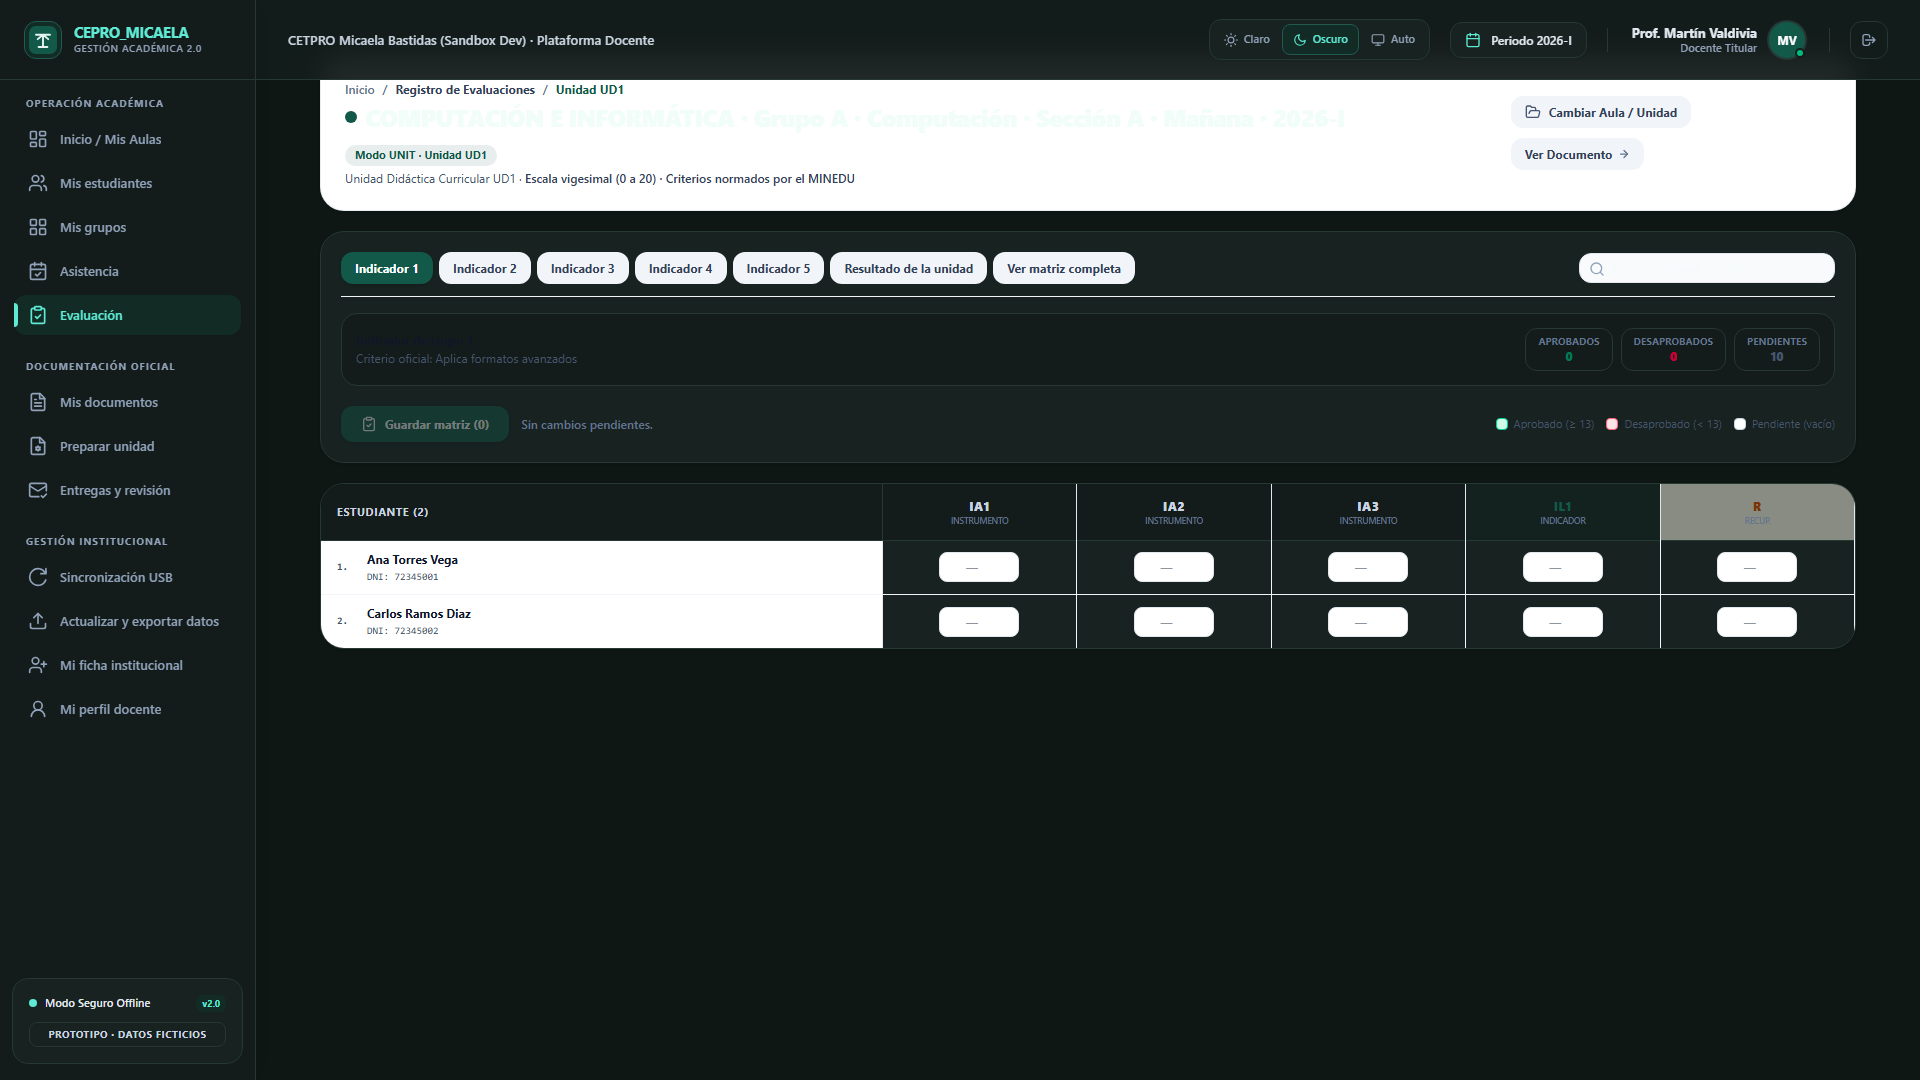 CEPRO_MICAELA
GESTIÓN ACADÉMICA 2.0
CETPRO Micaela Bastidas (Sandbox Dev) · Plataforma Docente
Claro
Oscuro
Auto
Periodo 2026-I
Prof. Martín Valdivia
Docente Titular
MV
OPERACIÓN ACADÉMICA
Inicio / Mis Aulas
Mis estudiantes
Mis grupos
Asistencia
Evaluación
DOCUMENTACIÓN OFICIAL
Mis documentos
Preparar unidad
Entregas y revisión
GESTIÓN INSTITUCIONAL
Sincronización USB
Actualizar y exportar datos
Mi ficha institucional
Mi perfil docente
Modo Seguro Offline
v2.0
PROTOTIPO · DATOS FICTICIOS
Inicio / Registro de Evaluaciones / Unidad UD1
COMPUTACIÓN E INFORMÁTICA · Grupo A · Computación · Sección A · Mañana · 2026-I
Modo UNIT · Unidad UD1
Unidad Didáctica Curricular UD1 · Escala vigesimal (0 a 20) · Criterios normados por el MINEDU
Cambiar Aula / Unidad
Ver Documento →
Indicador 1
Indicador 2
Indicador 3
Indicador 4
Indicador 5
Resultado de la unidad
Ver matriz completa
Criterio oficial: Aplica formatos avanzados
APROBADOS
0
DESAPROBADOS
0
PENDIENTES
10
Guardar matriz (0)
Sin cambios pendientes.
Aprobado (≥ 13)
Desaprobado (< 13)
Pendiente (vacío)
ESTUDIANTE (2)
IA1
INSTRUMENTO
IA2
INSTRUMENTO
IA3
INSTRUMENTO
IL1
INDICADOR
R
RECUP.
1.
Ana Torres Vega
DNI: 72345001
— — — — —
2.
Carlos Ramos Diaz
DNI: 72345002
— — — — —